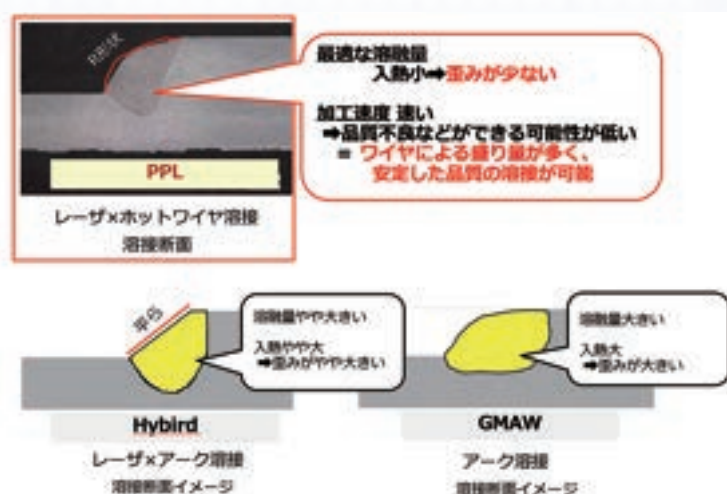 R形状
最適な溶融量
入熱小➡歪みが少ない
加工速度 速い
➡品質不良などができる可能性が低い
= ワイヤによる盛り量が多く、
安定した品質の溶接が可能
PPL
レーザ×ホットワイヤ溶接
溶接断面
平ら
溶融量やや大きい
入熱やや大
➡歪みがやや大きい
Hybird
レーザ×アーク溶接
溶接断面イメージ
溶融量大きい
入熱大
➡歪みが大きい
GMAW
アーク溶接
溶接断面イメージ